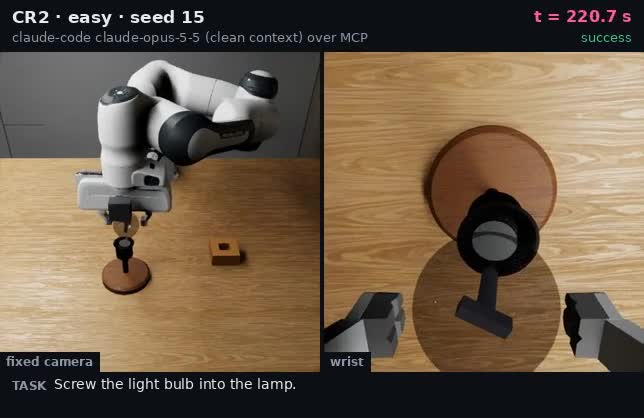 CR2 · easy · seed 15
t = 220.7 s
claude-code claude-opus-5-5 (clean context) over MCP
success
fixed camera
wrist
TASK Screw the light bulb into the lamp.